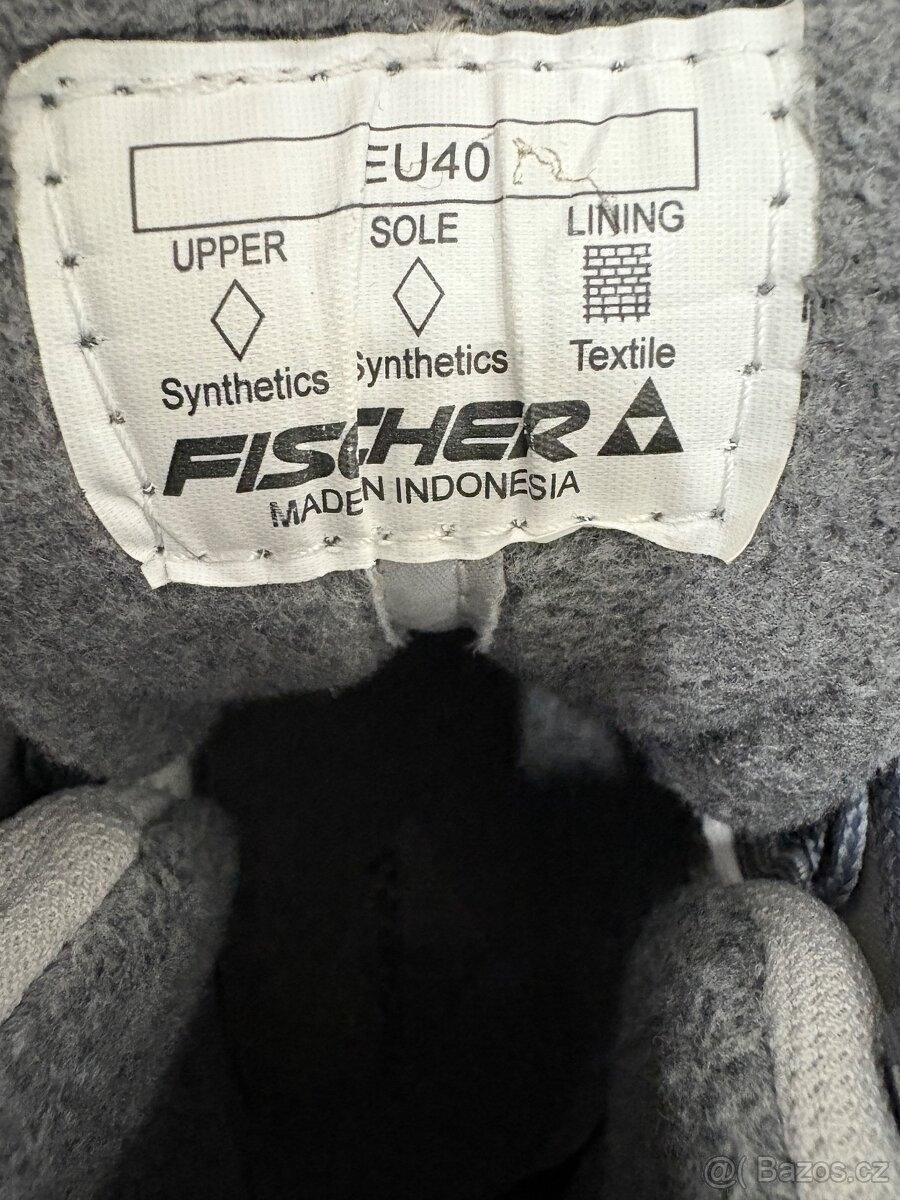 EU40
UPPER SOLE LINING
Synthetics Synthetics Textile
FISCHER
MADE IN INDONESIA
@( Bazos.cz